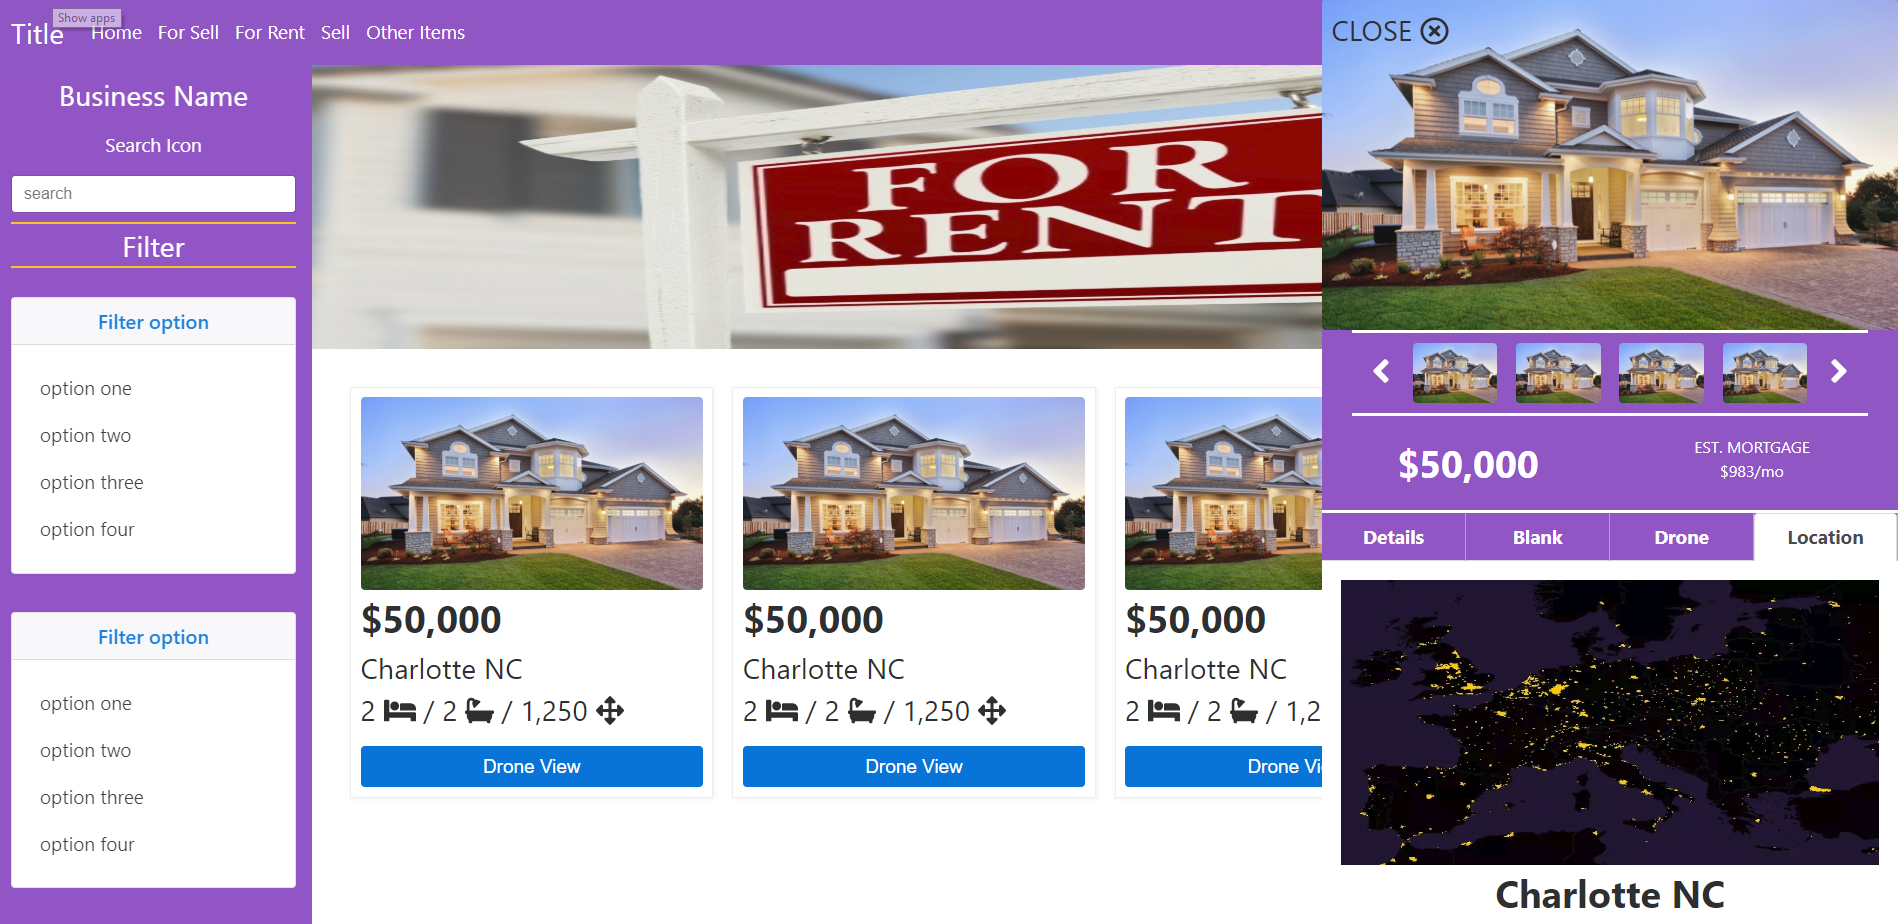 Show apps
Title Home For Sell For Rent Sell Other Items
Business Name
Search Icon
search
Filter
Filter option
option one
option two
option three
option four
Filter option
option one
option two
option three
option four
FOR
RENT
$50,000
Charlotte NC
2 / 2 / 1,250
Drone View
$50,000
Charlotte NC
2 / 2 / 1,250
Drone View
$50,000
Charlotte NC
2 / 2 / 1,2
Drone Vi
CLOSE
$50,000
EST. MORTGAGE
$983/mo
Details Blank Drone Location
Charlotte NC